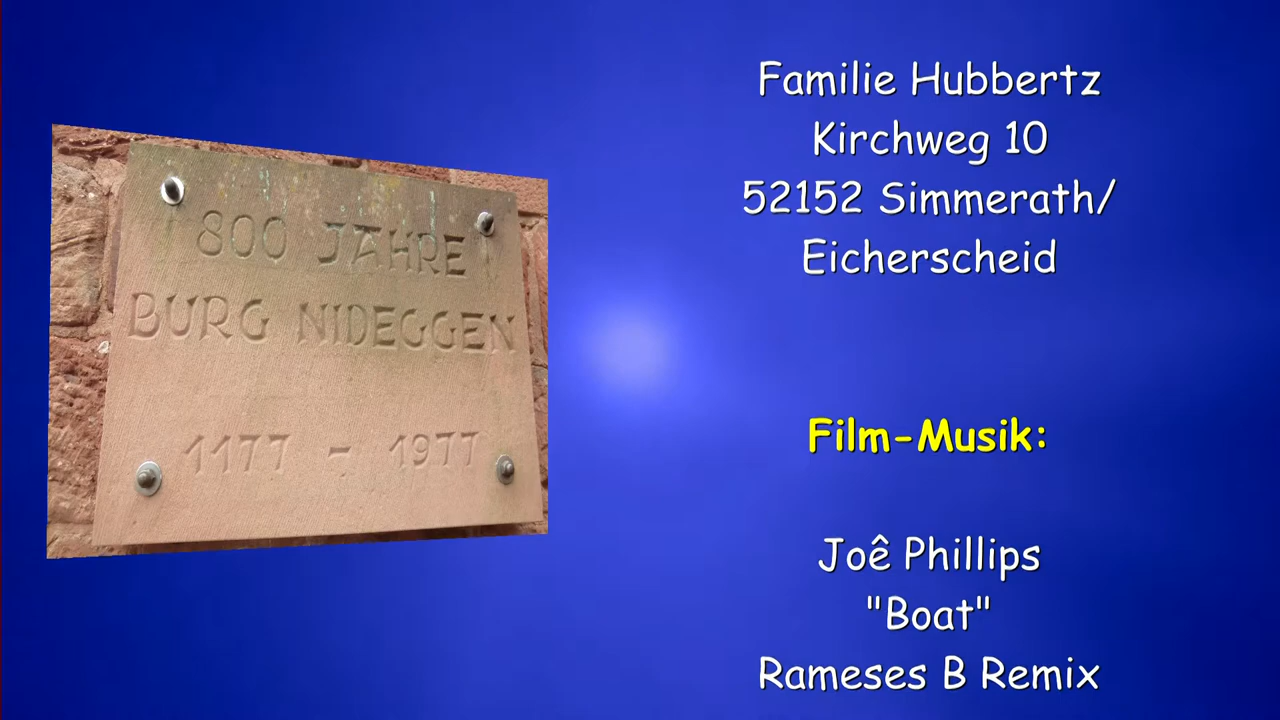 800 JAHRE
BURG NIDEGGEN
1177 - 1977
Familie Hubbertz
Kirchweg 10
52152 Simmerath/
Eicherscheid
Film-Musik:
Joê Phillips
"Boat"
Rameses B Remix